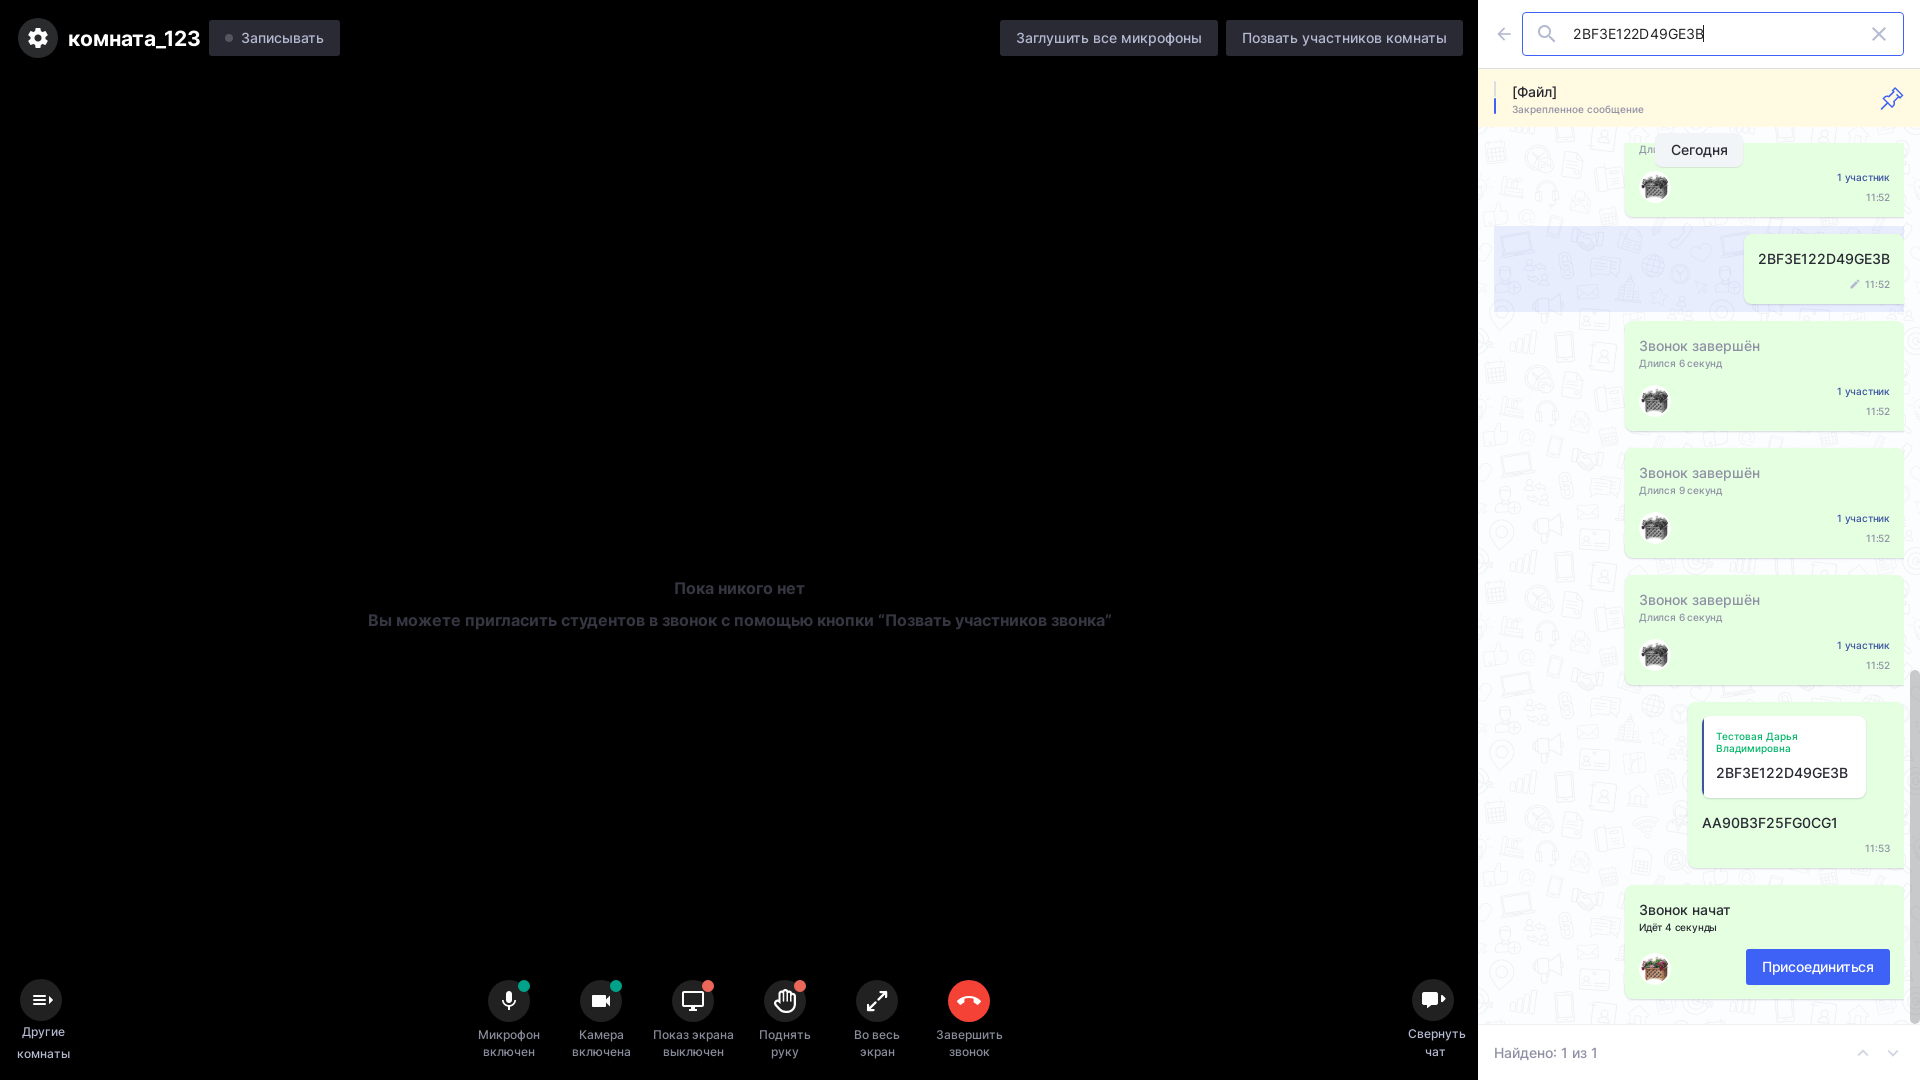 комната_123
Записывать
Заглушить все микрофоны
Позвать участников комнаты
Пока никого нет
Вы можете пригласить студентов в звонок с помощью кнопки “Позвать участников звонка”
Другие
комнаты
Микрофон
включен
Камера
включена
Показ экрана
выключен
Поднять
руку
Во весь
экран
Завершить
звонок
Свернуть
чат
2BF3E122D49GE3B
[Файл]
Закрепленное сообщение
Сегодня
1 участник
11:52
2BF3E122D49GE3B
11:52
Звонок завершён
Длился 6 секунд
1 участник
11:52
Звонок завершён
Длился 9 секунд
1 участник
11:52
Звонок завершён
Длился 6 секунд
1 участник
11:52
Тестовая Дарья
Владимировна
2BF3E122D49GE3B
AA90B3F25FG0CG1
11:53
Звонок начат
Идёт 4 секунды
Присоединиться
Найдено: 1 из 1